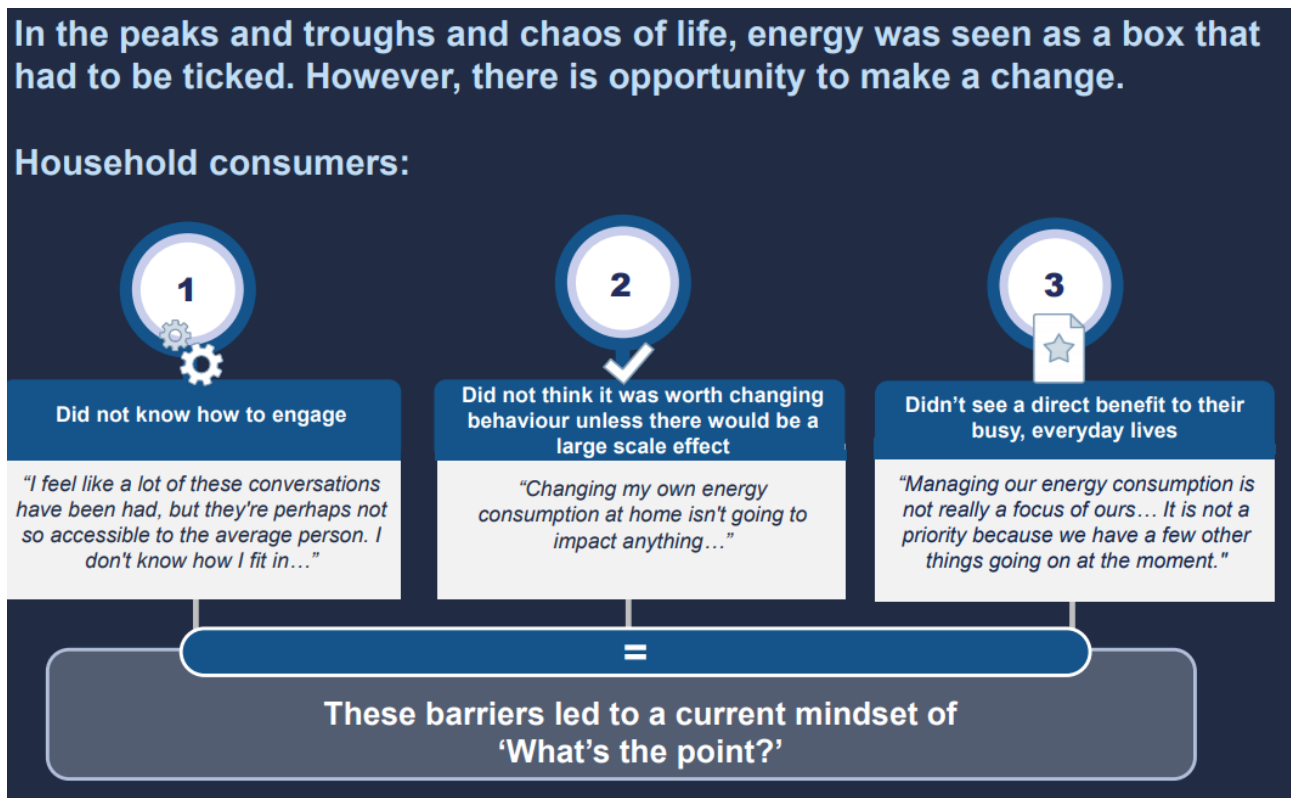 In the peaks and troughs and chaos of life, energy was seen as a box that
had to be ticked. However, there is opportunity to make a change.
Household consumers:
1
Did not know how to engage
“I feel like a lot of these conversations
have been had, but they're perhaps not
so accessible to the average person. I
don't know how I fit in…”
2
Did not think it was worth changing
behaviour unless there would be a
large scale effect
“Changing my own energy
consumption at home isn't going to
impact anything…”
3
Didn’t see a direct benefit to their
busy, everyday lives
“Managing our energy consumption is
not really a focus of ours… It is not a
priority because we have a few other
things going on at the moment."
=
These barriers led to a current mindset of
‘What’s the point?’